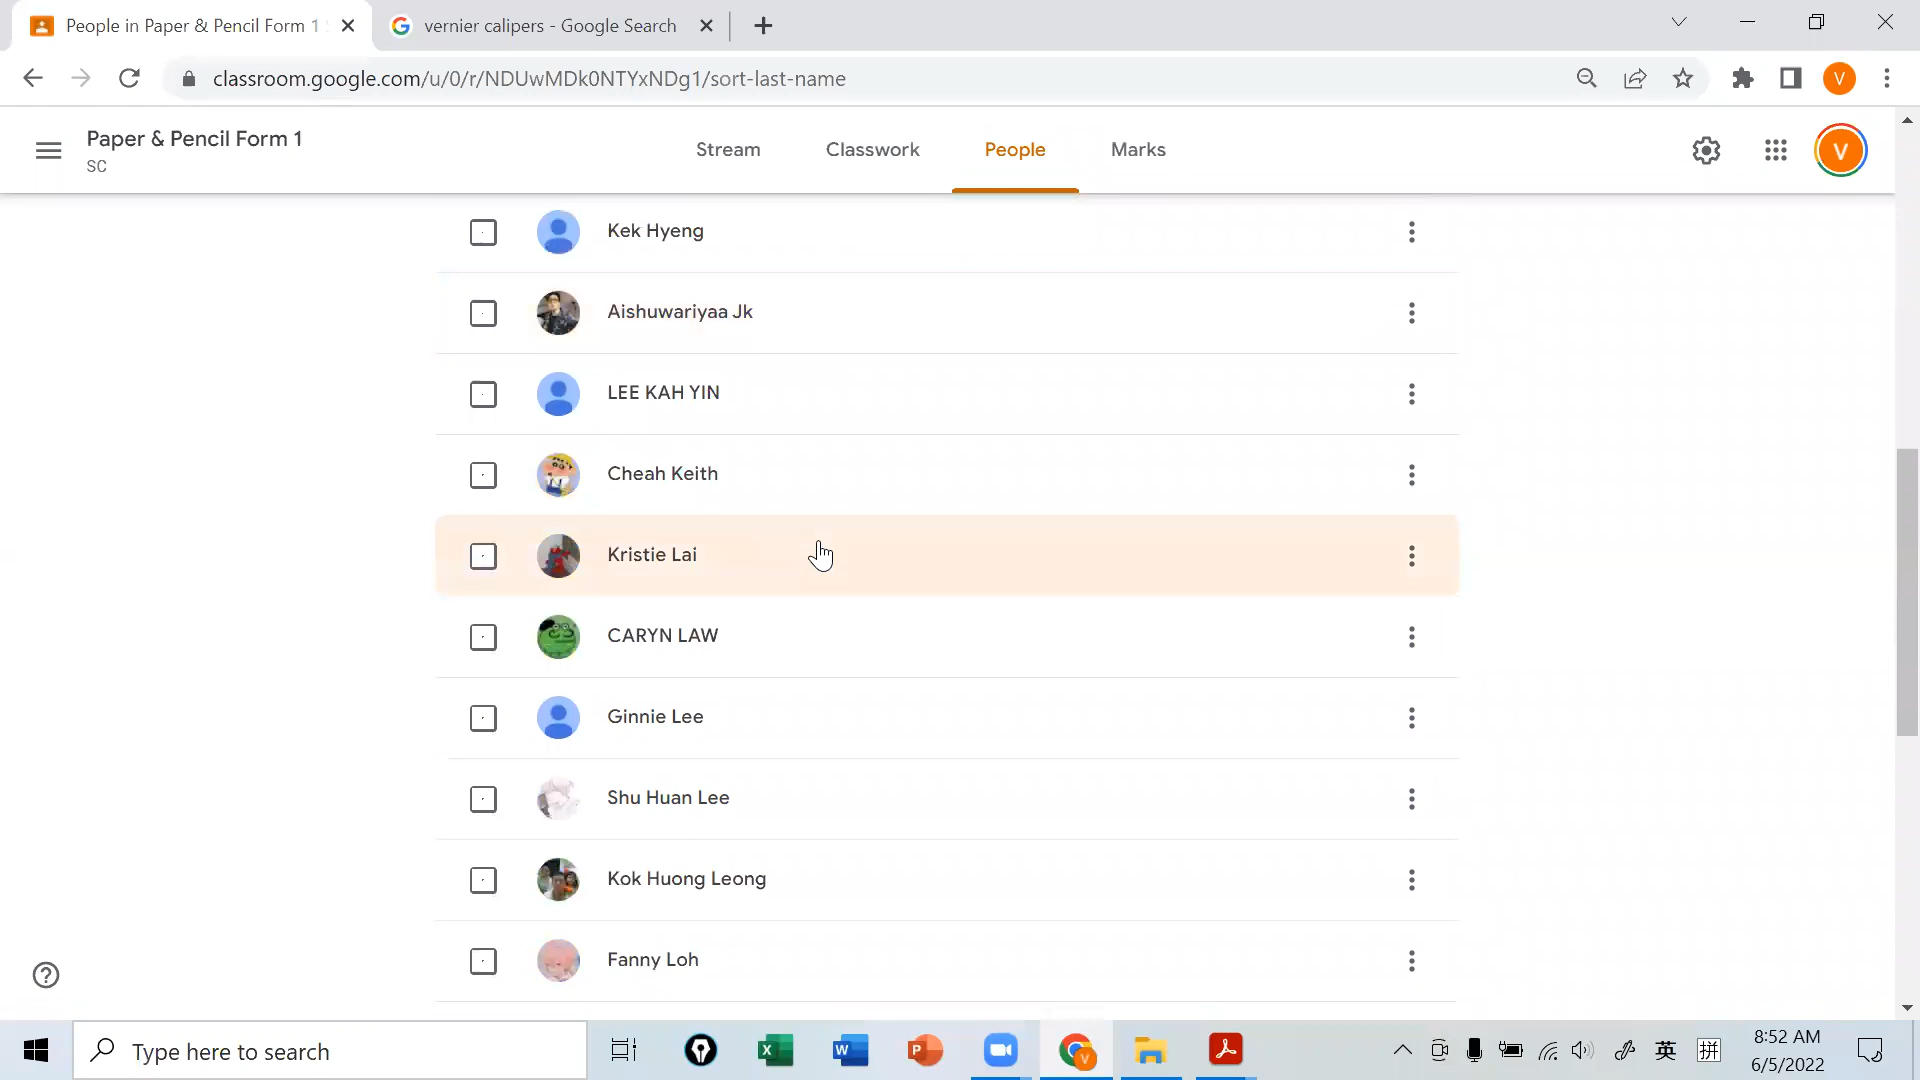 People in Paper & Pencil Form 1
vernier calipers - Google Search
classroom.google.com/u/0/r/NDUwMDk0NTYxNDg1/sort-last-name
V
Paper & Pencil Form 1
SC
Stream
Classwork
People
Marks
V
Kek Hyeng
Aishuwariyaa Jk
LEE KAH YIN
Cheah Keith
Kristie Lai
CARYN LAW
Ginnie Lee
Shu Huan Lee
Kok Huong Leong
Fanny Loh
Type here to search
英
拼
8:52 AM
6/5/2022